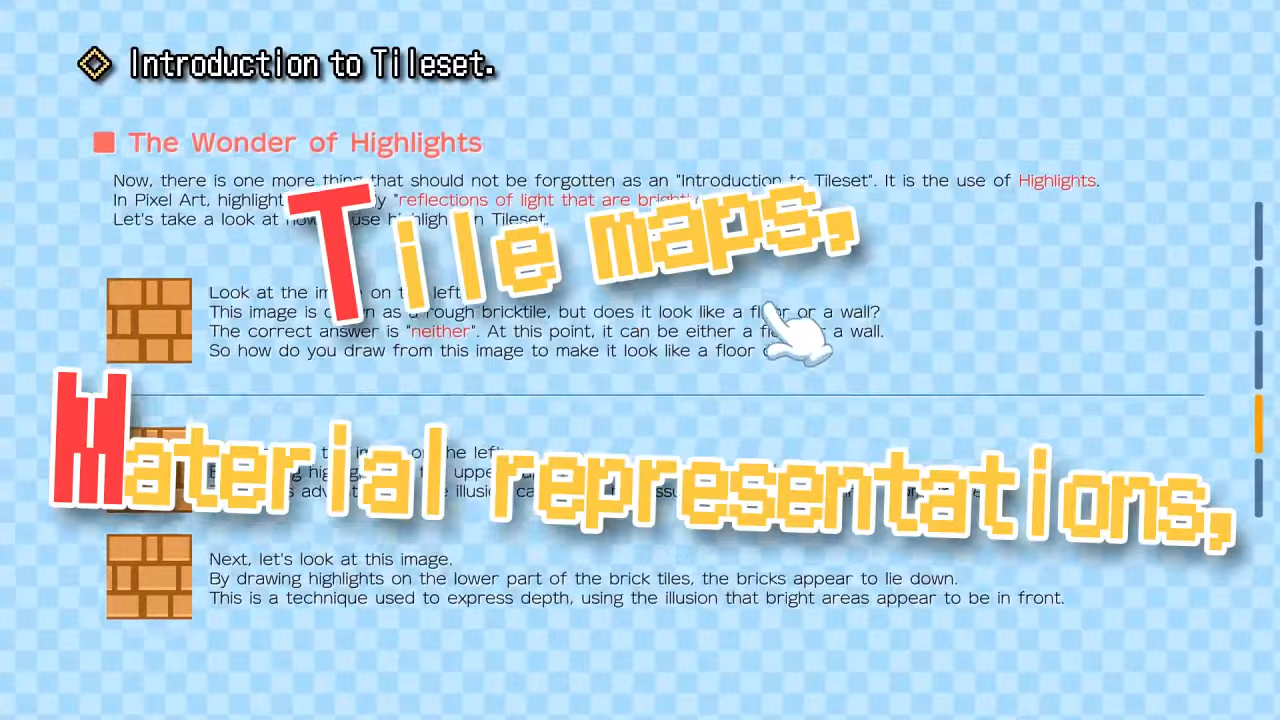 Introduction to Tileset.
The Wonder of Highlights
Now, there is one more thing that should not be forgotten as an "Introduction to Tileset". It is the use of Highlights.
In Pixel Art, "reflections of light that are
Let's take a look at use in Tileset.
Tile maps,
Look at the on left
This image is as a rough bricktile, but does it look like a floor or a wall?
The correct answer is "neither". At this point, it can be either a a wall.
So how do you draw from this image to make it look like a floor
Material representations,
Next, let's look at this image.
By drawing highlights on the lower part of the brick tiles, the bricks appear to lie down.
This is a technique used to express depth, using the illusion that bright areas appear to be in front.